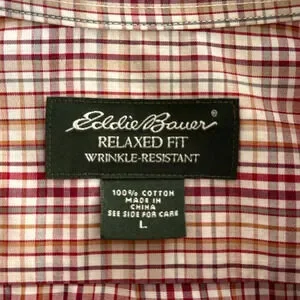 Eddie Bauer®
RELAXED FIT
WRINKLE-RESISTANT
100% COTTON
MADE IN
CHINA
SEE SIDE FOR CARE
L